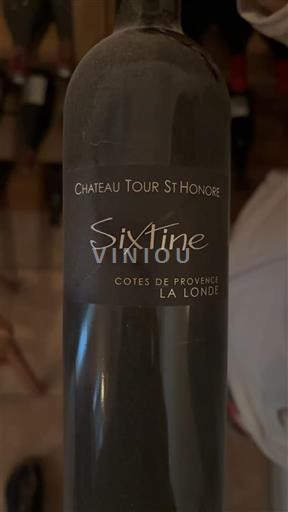 CHATEAU TOUR ST HONORE
Sixtine
VINIOU
COTES DE PROVENCE
LA LONDE